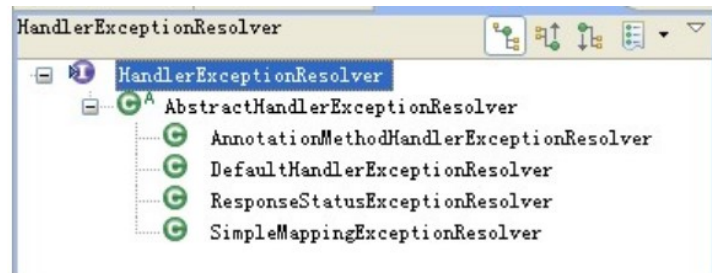 HandlerExceptionResolver
HandlerExceptionResolver
AbstractHandlerExceptionResolver
AnnotationMethodHandlerExceptionResolver
DefaultHandlerExceptionResolver
ResponseStatusExceptionResolver
SimpleMappingExceptionResolver